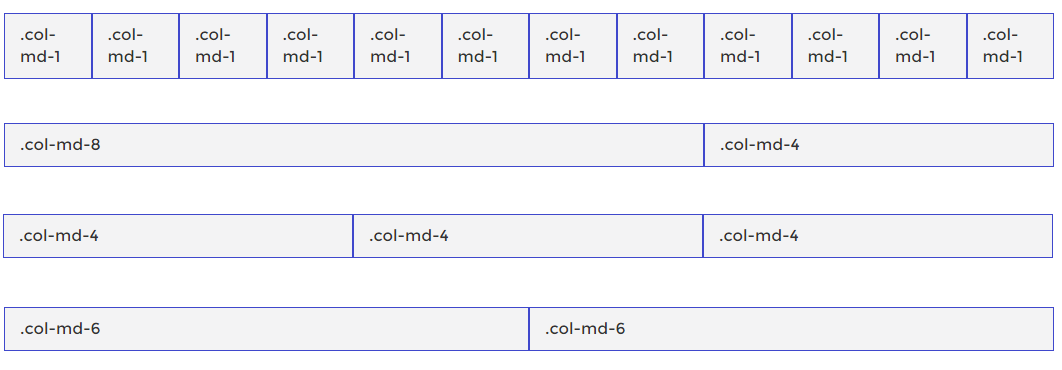 .col- .col- .col- .col- .col- .col- .col- .col- .col- .col- .col- .col-
md-1 md-1 md-1 md-1 md-1 md-1 md-1 md-1 md-1 md-1 md-1 md-1
.col-md-8 .col-md-4
.col-md-4 .col-md-4 .col-md-4
.col-md-6 .col-md-6